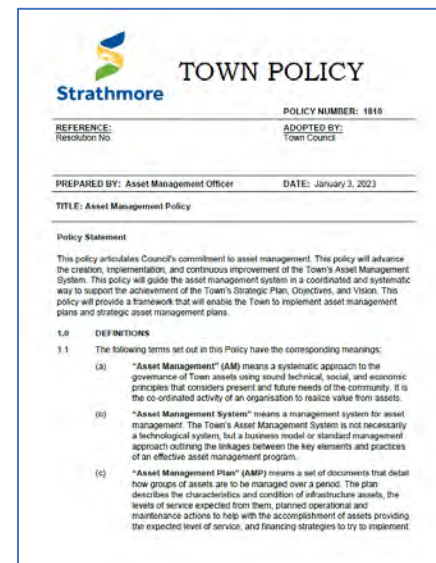 Strathmore
TOWN POLICY
POLICY NUMBER: 1810
REFERENCE:
Resolution No.
ADOPTED BY:
Town Council
PREPARED BY: Asset Management Officer
DATE: January 3, 2023
TITLE: Asset Management Policy
Policy Statement
This policy articulates Council's commitment to asset management. This policy will advance
the creation, implementation, and continuous improvement of the Town's Asset Management
System. This policy will guide the asset management system in a coordinated and systematic
way to support the achievement of the Town's Strategic Plan, Objectives, and Vision. This
policy will provide a framework that will enable the Town to implement asset management
plans and strategic asset management plans.
1.0 DEFINITIONS
1.1 The following terms set out in this Policy have the corresponding meanings;
(a) "Asset Management" (AM) means a systematic approach to the
governance of Town assets using sound technical, social, and economic
principles that considers present and future needs of the community. It is
the co-ordinated activity of an organisation to realize value from assets.
(b) "Asset Management System" means a management system for asset
management. The Town's Asset Management System is not necessarily
a technological system, but a business model or standard management
approach outlining the linkages between the key elements and practices
of an effective asset management program.
(c) "Asset Management Plan" (AMP) means a set of documents that detail
how groups of assets are to be managed over a period. The plan
describes the characteristics and condition of infrastructure assets, the
levels of service expected from them, planned operational and
maintenance actions to help with the accomplishment of assets providing
the expected level of service, and financing strategies to try to implement